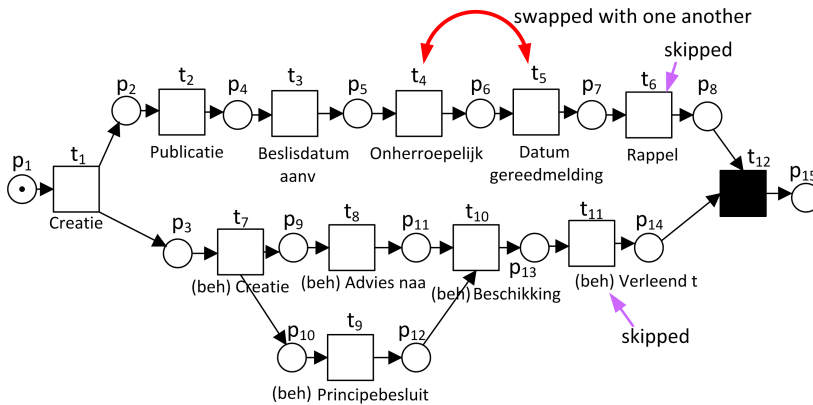 swapped with one another
skipped
t2
t3
t4
t5
t6
p2
p4
p5
p6
p7
p8
Publicatie
Beslisdatum
aanv
Onherroepelijk
Datum
gereedmelding
Rappel
p1
t1
Creatie
t12
p15
p3
t7
p9
t8
p11
t10
p13
t11
p14
(beh) Creatie
(beh) Advies naa
(beh) Beschikking
(beh) Verleend t
skipped
p10
t9
p12
(beh) Principebesluit